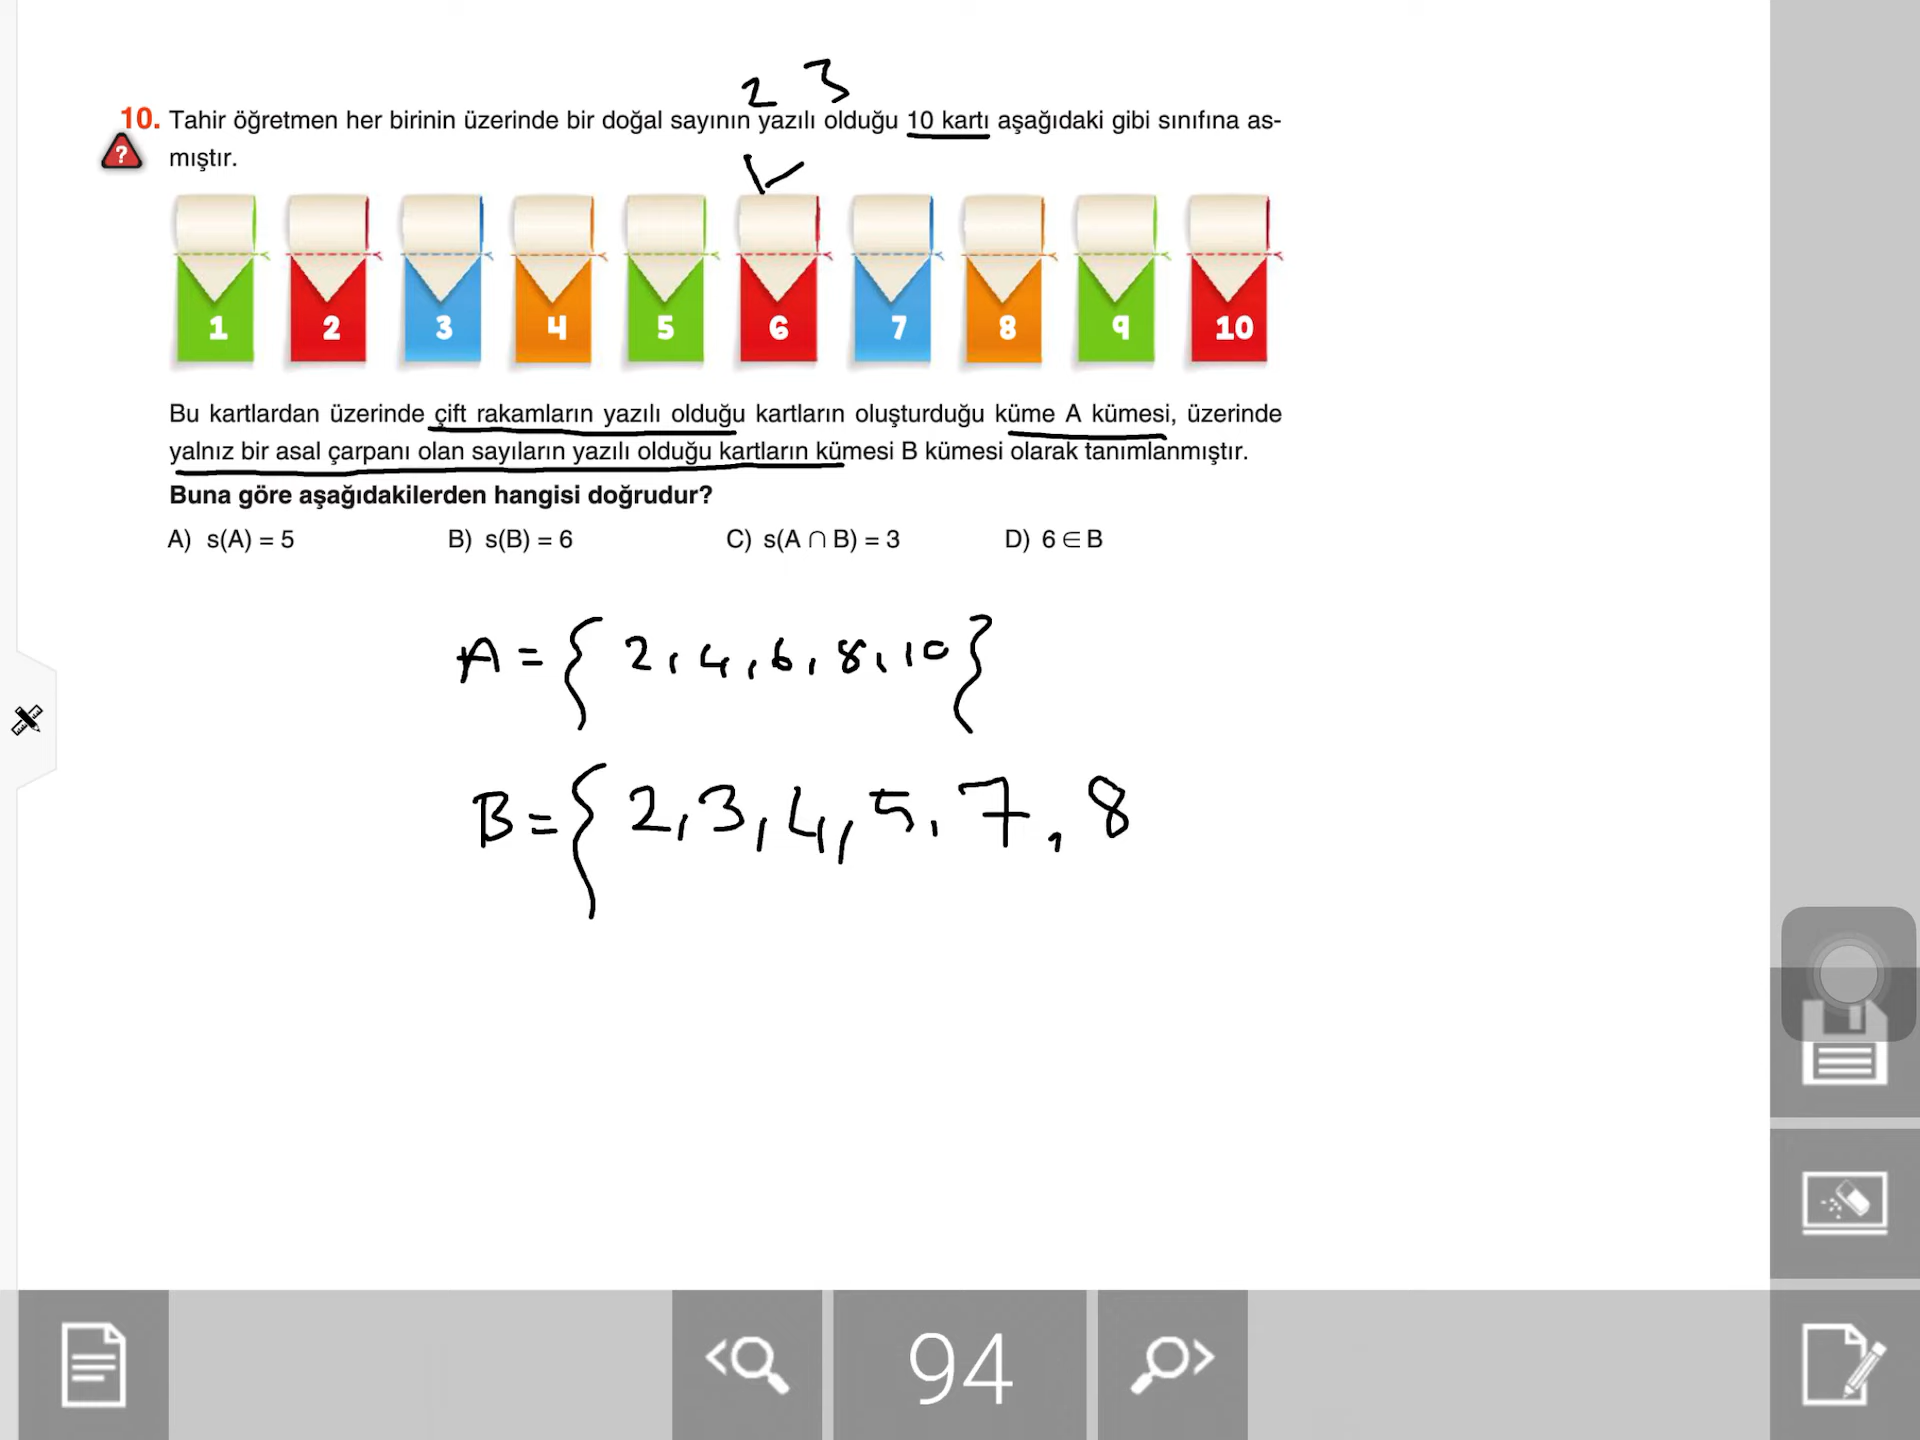 2 3
10. Tahir öğretmen her birinin üzerinde bir doğal sayının yazılı olduğu 10 kartı aşağıdaki gibi sınıfına as-
mıştır.
?
1 2 3 4 5 6 7 8 9 10
Bu kartlardan üzerinde çift rakamların yazılı olduğu kartların oluşturduğu küme A kümesi, üzerinde
yalnız bir asal çarpanı olan sayıların yazılı olduğu kartların kümesi B kümesi olarak tanımlanmıştır.
Buna göre aşağıdakilerden hangisi doğrudur?
A) s(A) = 5 B) s(B) = 6 C) s(A ∩ B) = 3 D) 6 ∈ B
A = { 2, 4, 6, 8, 10 }
B = { 2, 3, 4, 5, 7, 8
94